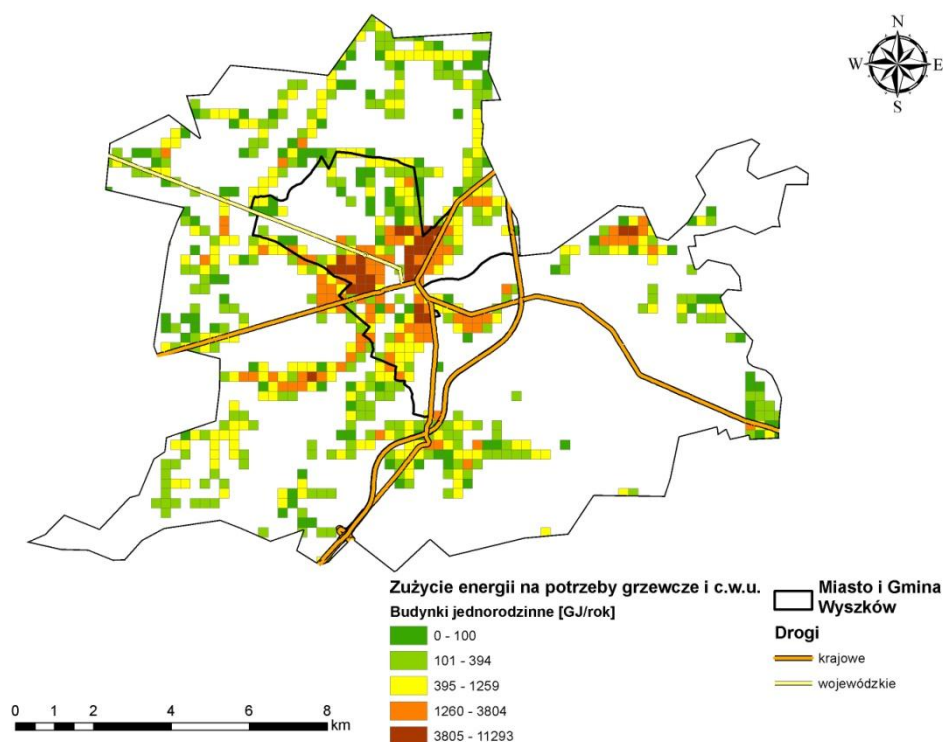 N
W E
S
Zużycie energii na potrzeby grzewcze i c.w.u.
Budynki jednorodzinne [GJ/rok]
0 - 100
101 - 394
395 - 1259
1260 - 3804
3805 - 11293
Miasto i Gmina
Wyszków
Drogi
krajowe
wojewódzkie
0 1 2 4 6 8
km